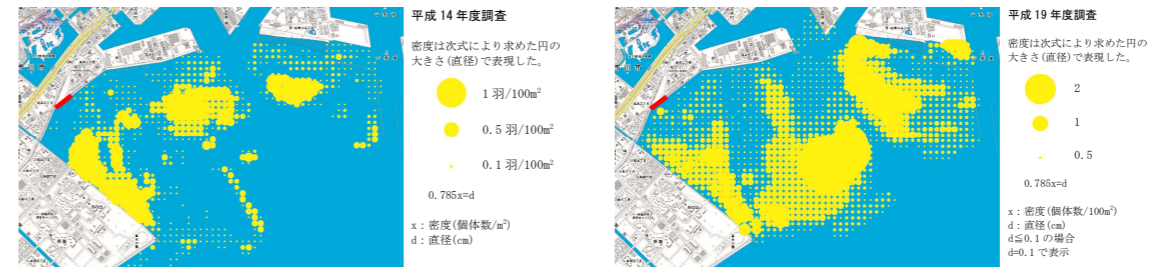 平成 14 年度調査
密度は次式により求めた円の
大きさ(直径)で表現した。
1 羽/100m²
0.5 羽/100m²
0.1 羽/100m²
0.785x=d
x：密度(個体数/m²)
d：直径(cm)
平成 19 年度調査
密度は次式により求めた円の
大きさ(直径)で表現した。
2
1
0.5
0.785x=d
x：密度(個体数/100m²)
d：直径(cm)
d≦0.1 の場合
d=0.1 で表示